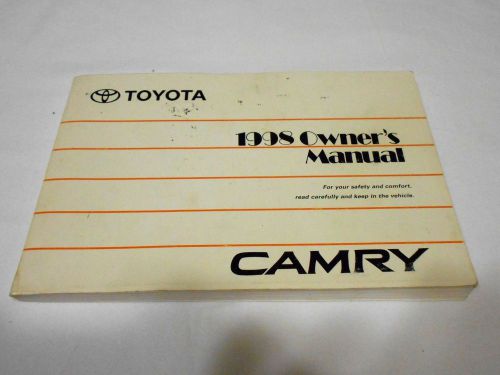 TOYOTA
1998 Owner's
Manual
For your safety and comfort,
read carefully and keep in the vehicle.
CAMRY